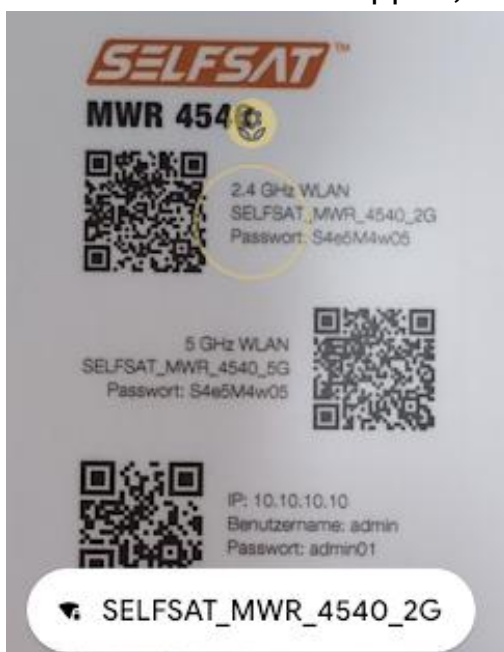 SELFSAT™
MWR 4540
2.4 GHz WLAN
SELFSAT_MWR_4540_2G
Passwort: S4e5M4w05
5 GHz WLAN
SELFSAT_MWR_4540_5G
Passwort: S4e5M4w05
IP: 10.10.10.10
Benutzername: admin
Passwort: admin01
SELFSAT_MWR_4540_2G